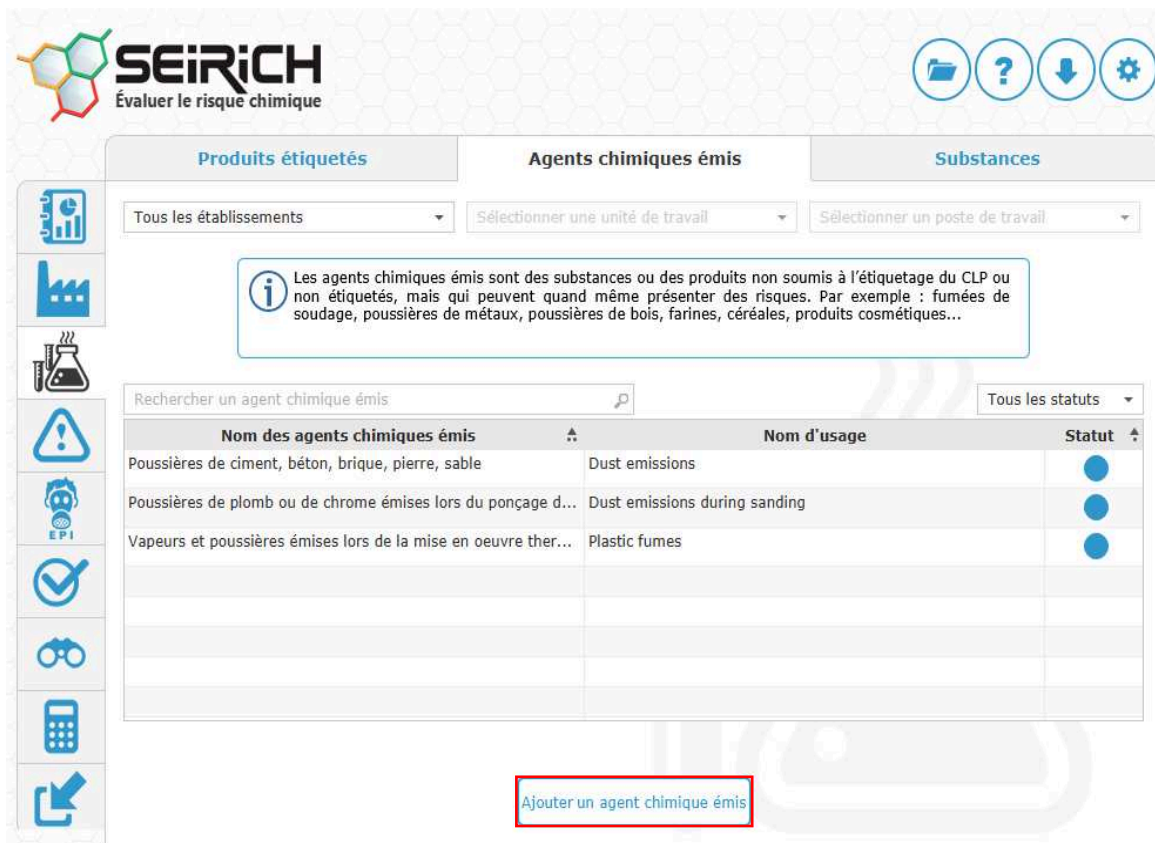 SEiRiCH
Évaluer le risque chimique
?
Produits étiquetés
Agents chimiques émis
Substances
Tous les établissements
Sélectionner une unité de travail
Sélectionner un poste de travail
i
Les agents chimiques émis sont des substances ou des produits non soumis à l'étiquetage du CLP ou
non étiquetés, mais qui peuvent quand même présenter des risques. Par exemple : fumées de
soudage, poussières de métaux, poussières de bois, farines, céréales, produits cosmétiques...
Rechercher un agent chimique émis
Tous les statuts
Nom des agents chimiques émis
Nom d'usage
Statut
Poussières de ciment, béton, brique, pierre, sable
Dust emissions
Poussières de plomb ou de chrome émises lors du ponçage d...
Dust emissions during sanding
Vapeurs et poussières émises lors de la mise en oeuvre ther...
Plastic fumes
EPI
Ajouter un agent chimique émis